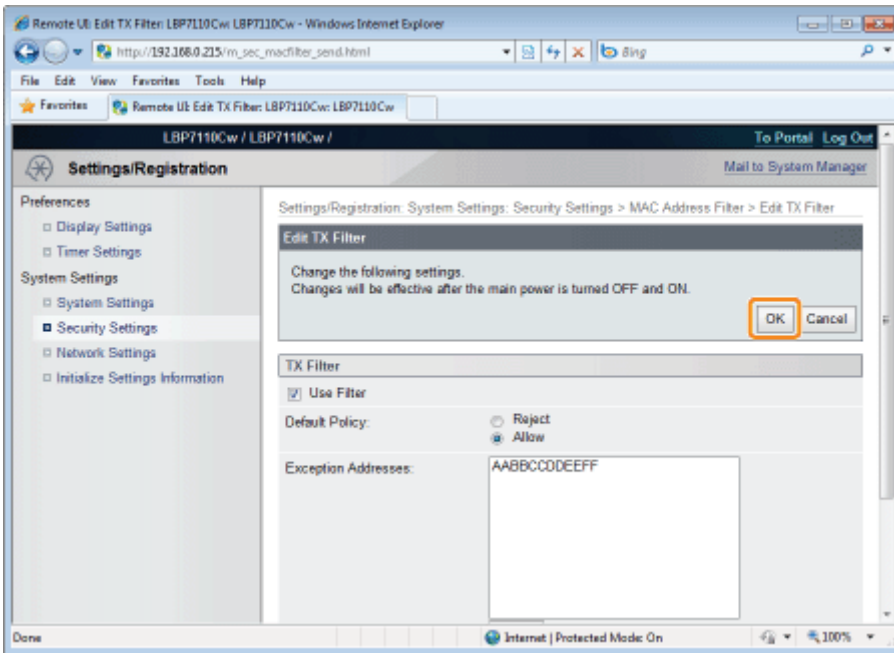 Remote UI: Edit TX Filter: LBP7110Cw: LBP7110Cw - Windows Internet Explorer
http://192.168.0.215/m_sec_macfilter_send.html
Bing
File Edit View Favorites Tools Help
Favorites
Remote UI: Edit TX Filter: LBP7110Cw: LBP7110Cw
LBP7110Cw / LBP7110Cw /
To Portal Log Out
Settings/Registration
Mail to System Manager
Preferences
Display Settings
Timer Settings
System Settings
System Settings
Security Settings
Network Settings
Initialize Settings Information
Settings/Registration: System Settings: Security Settings > MAC Address Filter > Edit TX Filter
Edit TX Filter
Change the following settings.
Changes will be effective after the main power is turned OFF and ON.
OK Cancel
TX Filter
Use Filter
Default Policy:
Reject
Allow
Exception Addresses:
AABBCCDDEEFF
Done
Internet | Protected Mode: On
100%